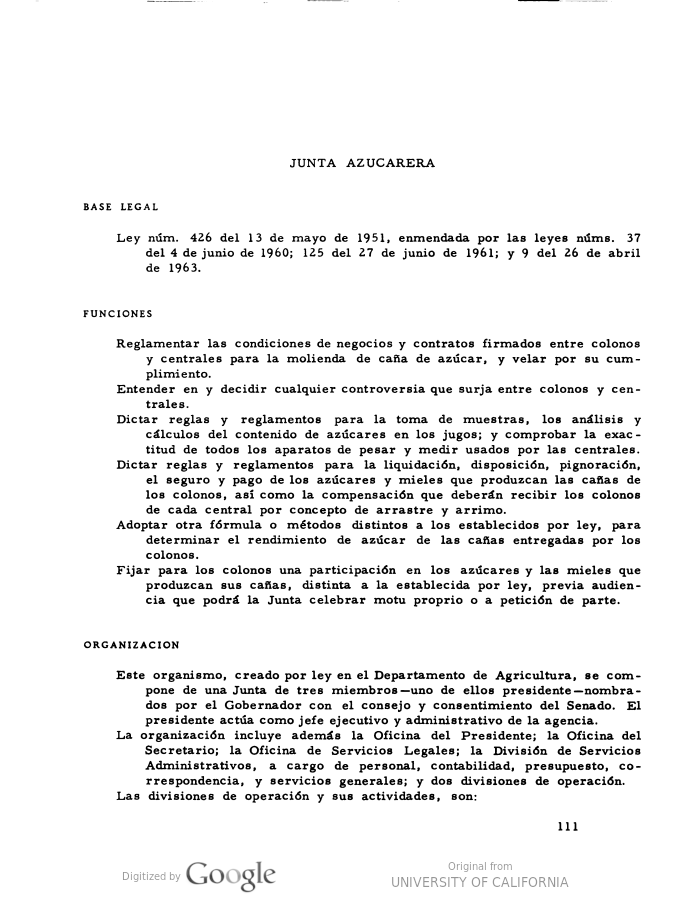 JUNTA AZUCARERA
BASE LEGAL
Ley núm. 426 del 13 de mayo de 1951, enmendada por las leyes núms. 37
del 4 de junio de 1960; 125 del 27 de junio de 1961; y 9 del 26 de abril
de 1963.
FUNCIONES
Reglamentar las condiciones de negocios y contratos firmados entre colonos
y centrales para la molienda de caña de azúcar, y velar por su cum-
plimiento.
Entender en y decidir cualquier controversia que surja entre colonos y cen-
trales.
Dictar reglas y reglamentos para la toma de muestras, los análisis y
cálculos del contenido de azúcares en los jugos; y comprobar la exac-
titud de todos los aparatos de pesar y medir usados por las centrales.
Dictar reglas y reglamentos para la liquidación, disposición, pignoración,
el seguro y pago de los azúcares y mieles que produzcan las cañas de
los colonos, así como la compensación que deberán recibir los colonos
de cada central por concepto de arrastre y arrimo.
Adoptar otra fórmula o métodos distintos a los establecidos por ley, para
determinar el rendimiento de azúcar de las cañas entregadas por los
colonos.
Fijar para los colonos una participación en los azúcares y las mieles que
produzcan sus cañas, distinta a la establecida por ley, previa audien-
cia que podrá la Junta celebrar motu proprio o a petición de parte.
ORGANIZACION
Este organismo, creado por ley en el Departamento de Agricultura, se com-
pone de una Junta de tres miembros—uno de ellos presidente—nombra-
dos por el Gobernador con el consejo y consentimiento del Senado. El
presidente actúa como jefe ejecutivo y administrativo de la agencia.
La organización incluye además la Oficina del Presidente; la Oficina del
Secretario; la Oficina de Servicios Legales; la División de Servicios
Administrativos, a cargo de personal, contabilidad, presupuesto, co-
rrespondencia, y servicios generales; y dos divisiones de operación.
Las divisiones de operación y sus actividades, son:
111
Digitized by Google
Original from
UNIVERSITY OF CALIFORNIA